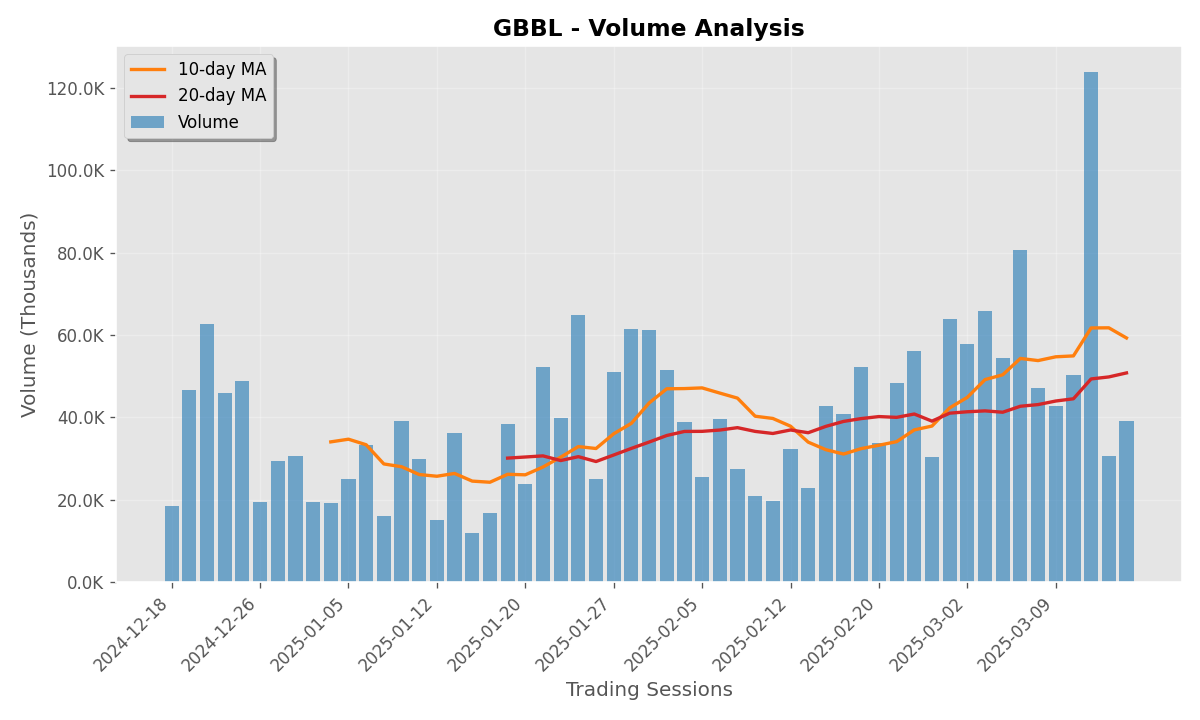 GBBL - Volume Analysis
10-day MA
20-day MA
Volume
120.0K
100.0K
80.0K
60.0K
40.0K
20.0K
0.0K
Volume (Thousands)
2024-12-18
2024-12-26
2025-01-05
2025-01-12
2025-01-20
2025-01-27
2025-02-05
2025-02-12
2025-02-20
2025-03-02
2025-03-09
Trading Sessions